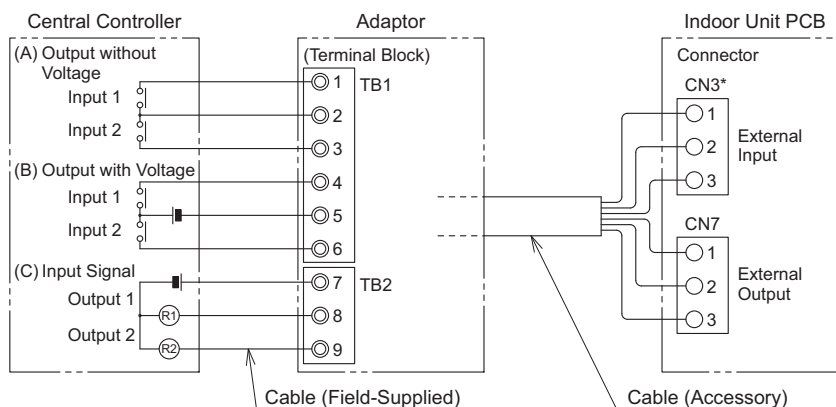 Central Controller
Adaptor
Indoor Unit PCB
(A) Output without
Voltage
Input 1
Input 2
(B) Output with Voltage
Input 1
Input 2
(C) Input Signal
Output 1
R1
Output 2
R2
(Terminal Block)
1 TB1
2
3
4
5
6
7 TB2
8
9
Connector
CN3*
1
2
3
External
Input
CN7
1
2
3
External
Output
Cable (Field-Supplied)
Cable (Accessory)